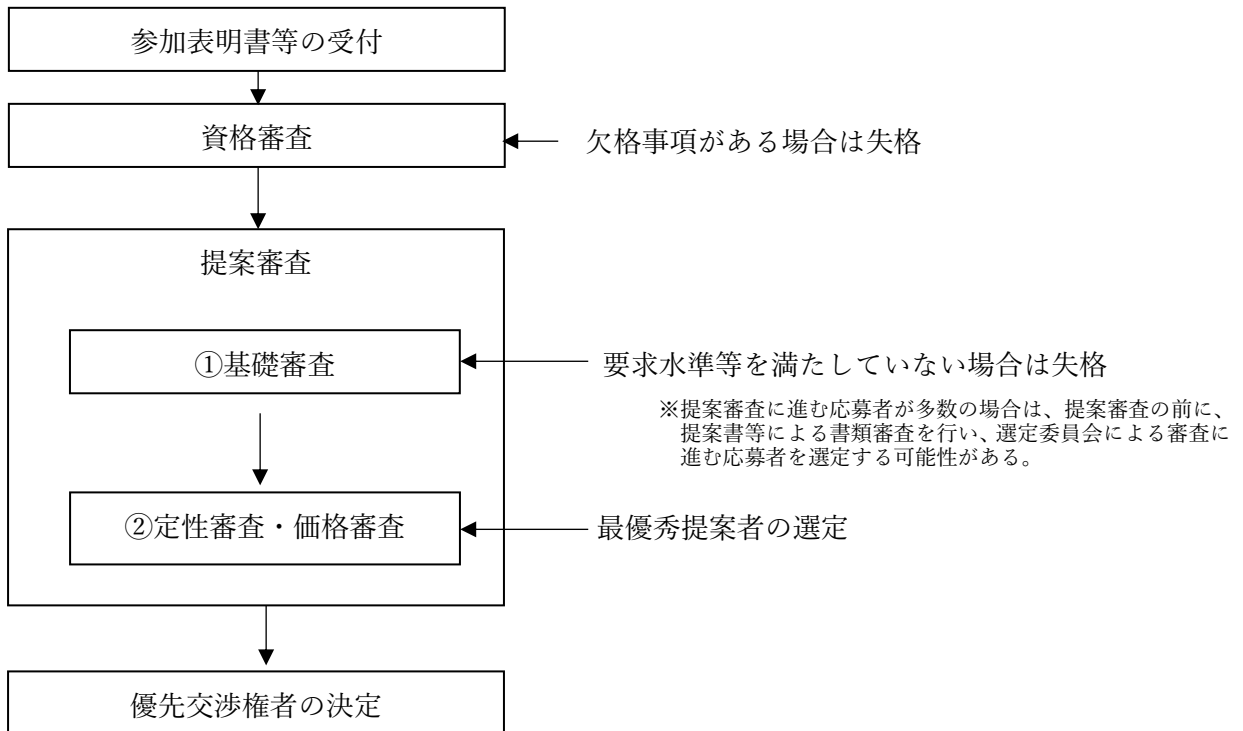 参加表明書等の受付
資格審査
欠格事項がある場合は失格
提案審査
①基礎審査
要求水準等を満たしていない場合は失格
※提案審査に進む応募者が多数の場合は、提案審査の前に、
提案書等による書類審査を行い、選定委員会による審査に
進む応募者を選定する可能性がある。
②定性審査・価格審査
最優秀提案者の選定
優先交渉権者の決定